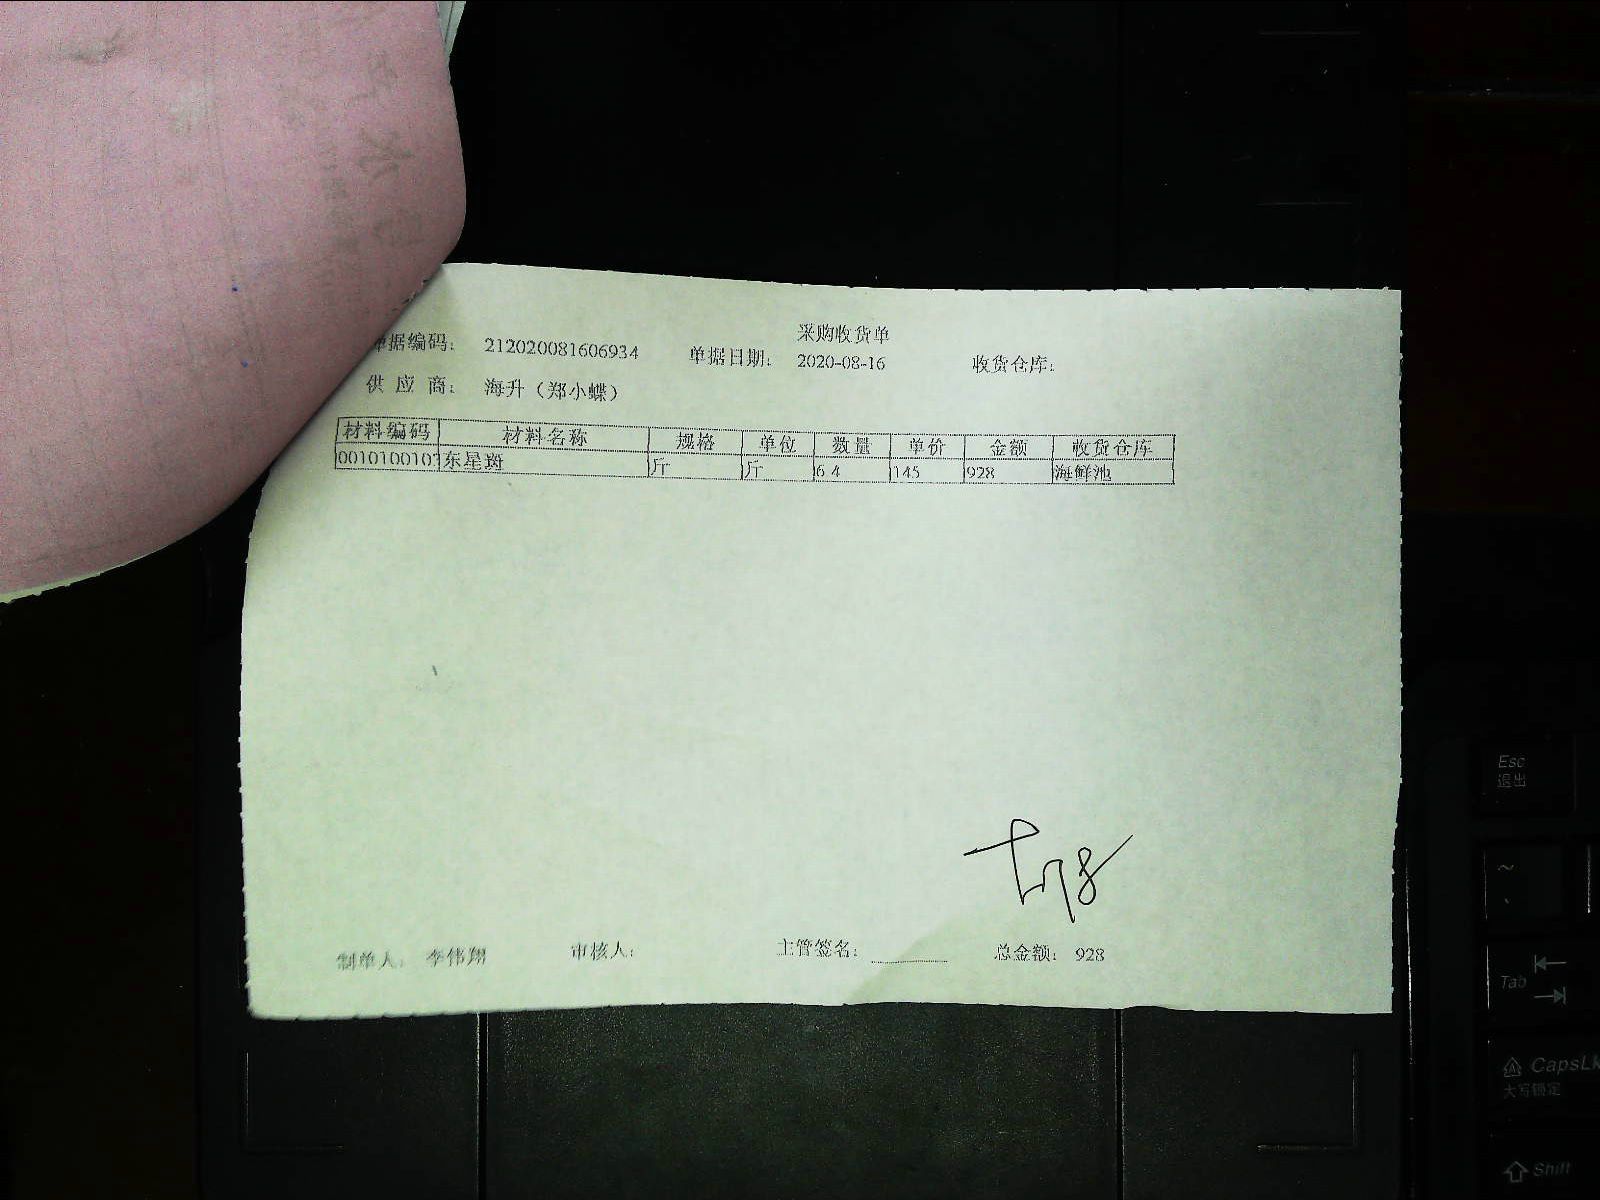 采购收货单
单据编码: 212020081606934 单据日期: 2020-08-16 收货仓库:
供应商: 海升（郑小蝶）
材料编码 材料名称 规格 单位 数量 单价 金额 收货仓库
0010100103 东星斑 斤 斤 6.4 145 928 海鲜池
制单人: 李伟翔 审核人: 主管签名: 总金额: 928
Esc
退出
~
Tab
CapsLk
大写锁定
Shift